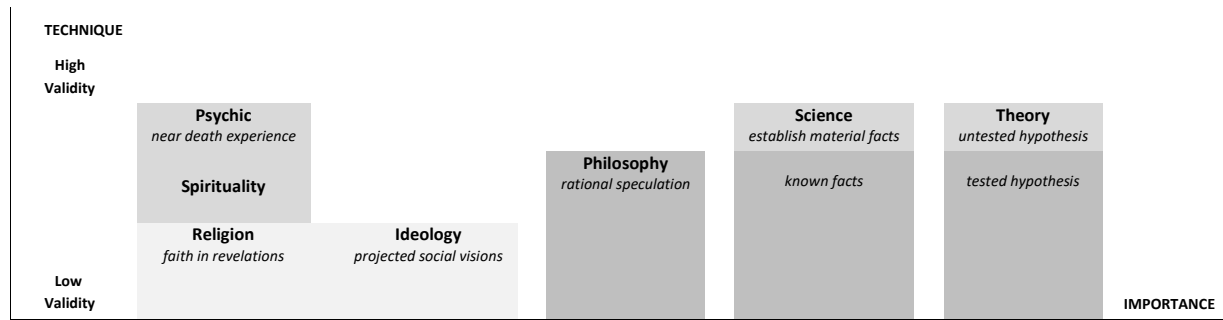 TECHNIQUE
High
Validity
Psychic
near death experience
Spirituality
Religion
faith in revelations
Ideology
projected social visions
Philosophy
rational speculation
Science
establish material facts
known facts
Theory
untested hypothesis
tested hypothesis
Low
Validity
IMPORTANCE